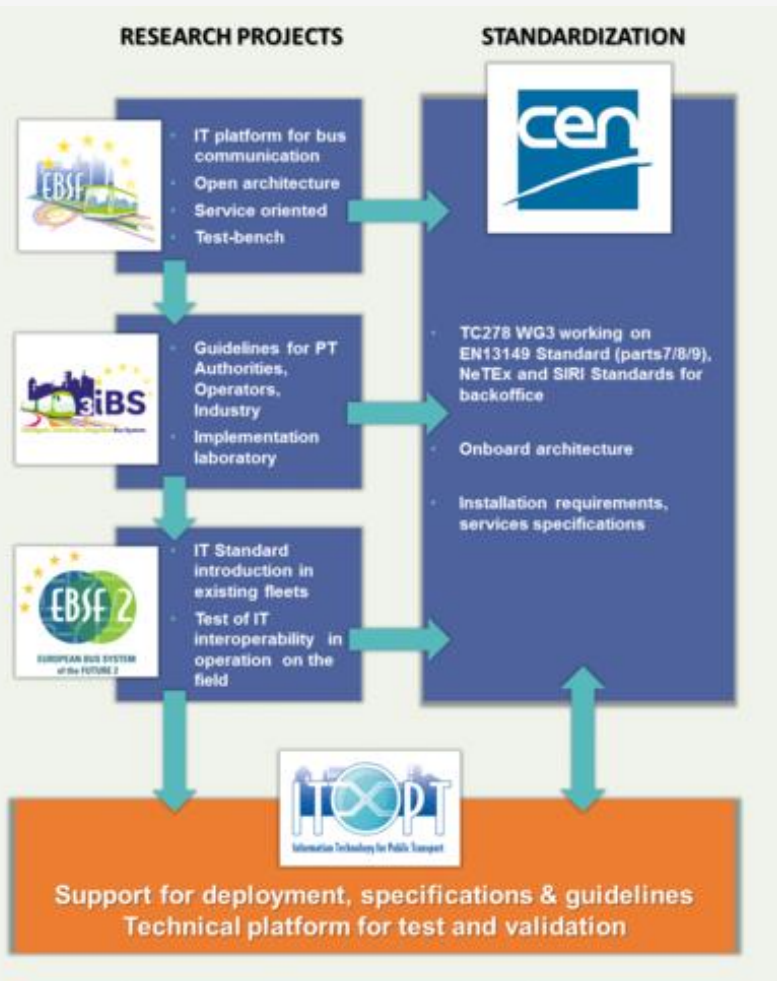 RESEARCH PROJECTS
STANDARDIZATION
EBSF
IT platform for bus
communication
Open architecture
Service oriented
Test-bench
cen
3iBS
Guidelines for PT
Authorities,
Operators,
Industry
Implementation
laboratory
TC278 WG3 working on
EN13149 Standard (parts7/8/9),
NeTEx and SIRI Standards for
backoffice
Onboard architecture
Installation requirements,
services specifications
EBSF 2
EUROPEAN BUS SYSTEM
of the FUTURE 2
IT Standard
introduction in
existing fleets
Test of IT
interoperability in
operation on the
field
ITxPT
Information Technology for Public Transport
Support for deployment, specifications & guidelines
Technical platform for test and validation